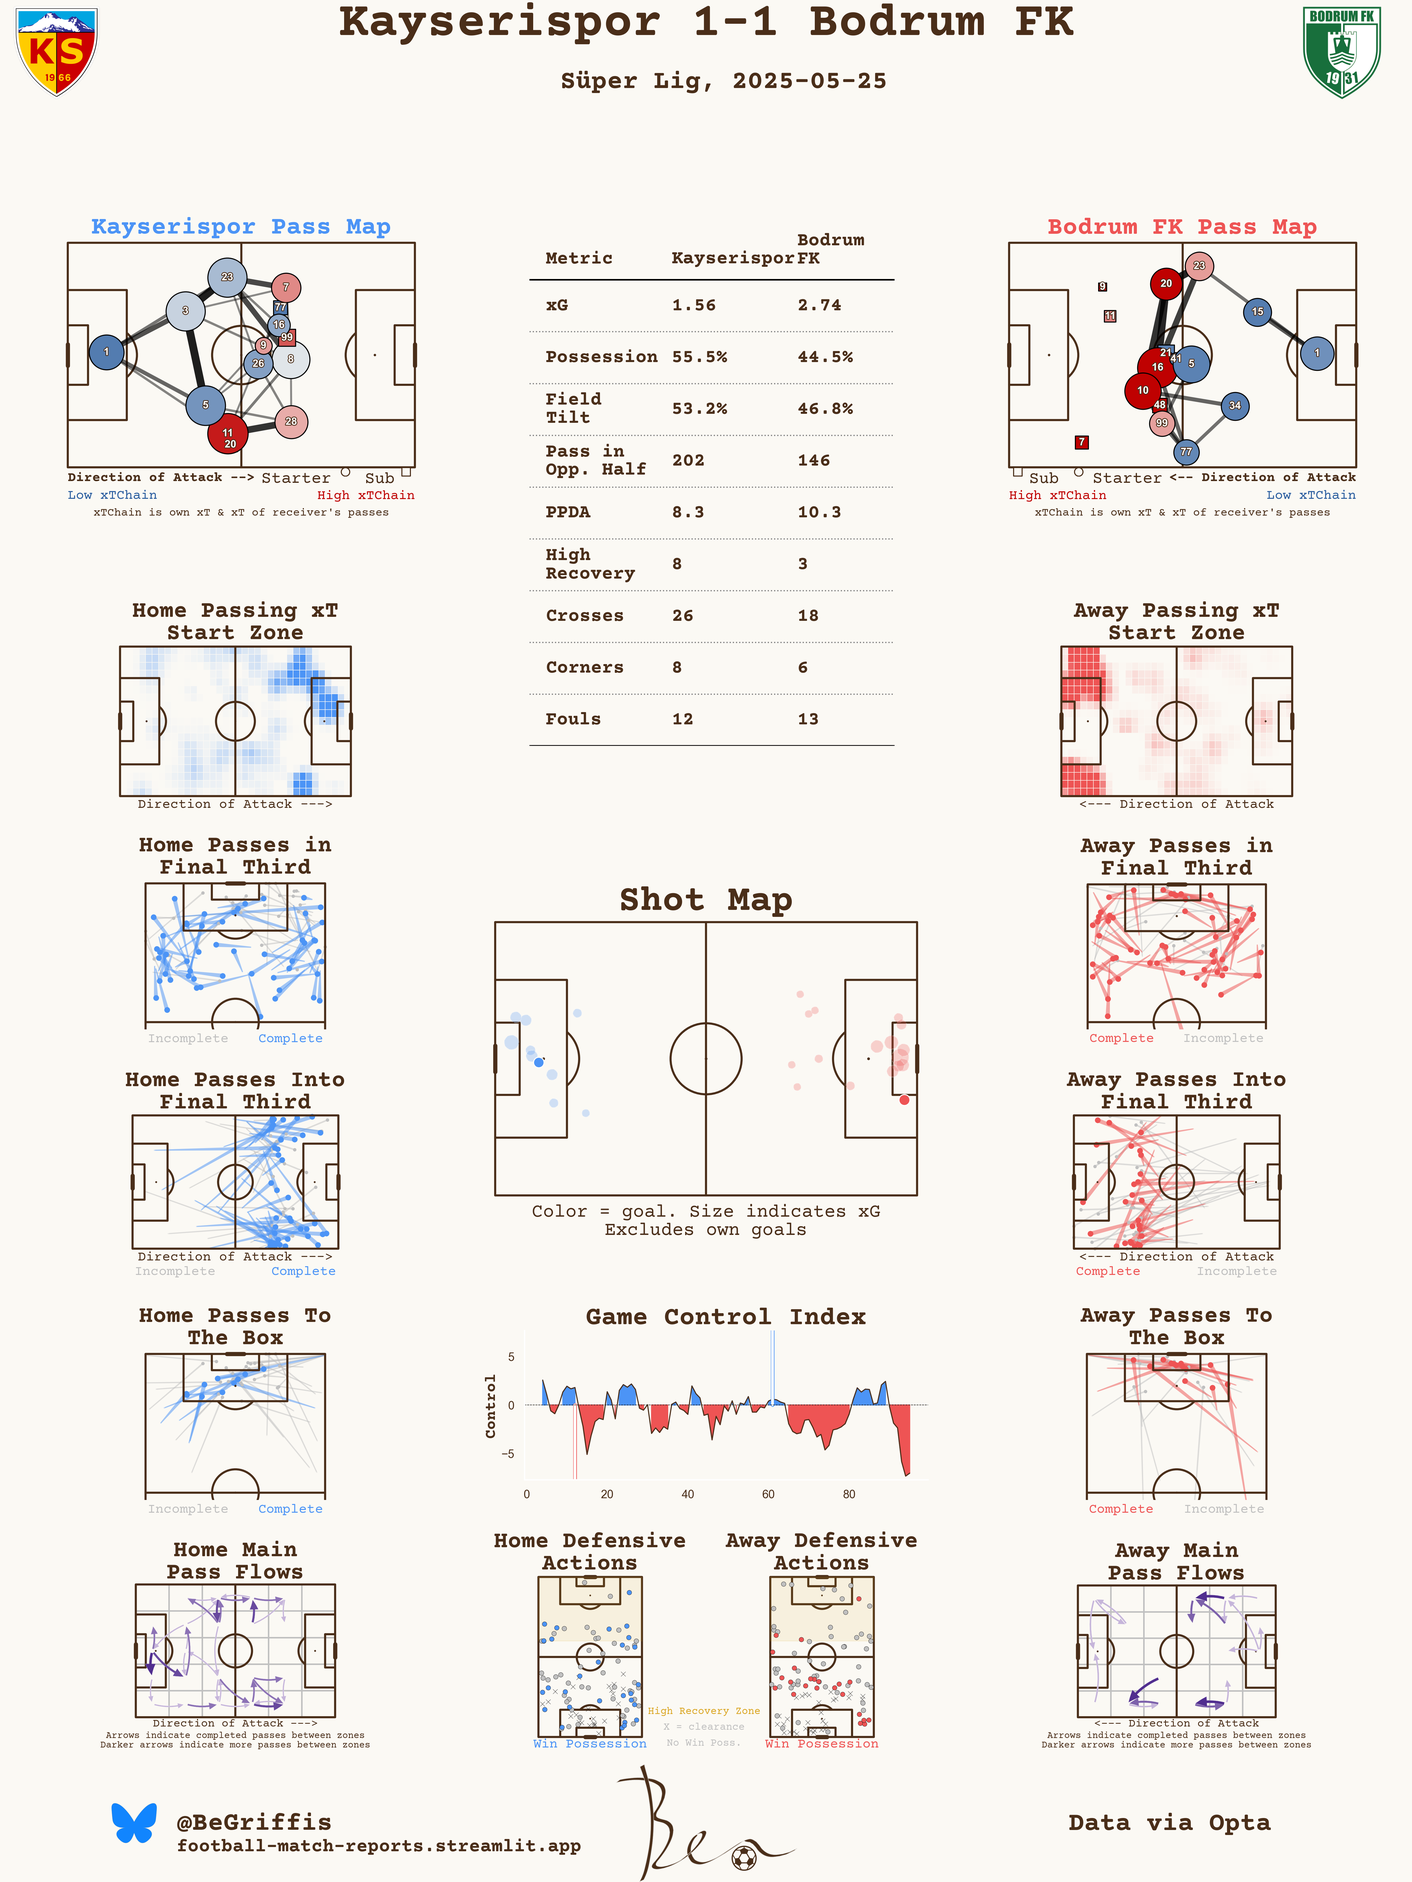 Kayserispor 1-1 Bodrum FK
Süper Lig, 2025-05-25
KS
1966
BODRUM FK
1931
Kayserispor Pass Map
23
7
3
77
16
99
9
1
26
8
5
11
20
28
Direction of Attack --> Starter Sub
Low xTChain High xTChain
xTChain is own xT & xT of receiver's passes
Metric Kayserispor Bodrum FK
xG 1.56 2.74
Possession 55.5% 44.5%
Field Tilt 53.2% 46.8%
Pass in Opp. Half 202 146
PPDA 8.3 10.3
High Recovery 8 3
Crosses 26 18
Corners 8 6
Fouls 12 13
Bodrum FK Pass Map
23
20
9
11
15
21
41
1
16
5
10
48
34
99
7
77
Sub Starter <-- Direction of Attack
High xTChain Low xTChain
xTChain is own xT & xT of receiver's passes
Home Passing xT
Start Zone
Direction of Attack --->
Away Passing xT
Start Zone
<--- Direction of Attack
Home Passes in
Final Third
Incomplete Complete
Away Passes in
Final Third
Complete Incomplete
Shot Map
Color = goal. Size indicates xG
Excludes own goals
Home Passes Into
Final Third
Direction of Attack --->
Incomplete Complete
Away Passes Into
Final Third
<--- Direction of Attack
Complete Incomplete
Home Passes To
The Box
Incomplete Complete
Game Control Index
Control
5
0
−5
0 20 40 60 80
Away Passes To
The Box
Complete Incomplete
Home Main
Pass Flows
Direction of Attack --->
Arrows indicate completed passes between zones
Darker arrows indicate more passes between zones
Home Defensive
Actions
Win Possession
Away Defensive
Actions
Win Possession
High Recovery Zone
X = clearance
No Win Poss.
Away Main
Pass Flows
<--- Direction of Attack
Arrows indicate completed passes between zones
Darker arrows indicate more passes between zones
@BeGriffis
football-match-reports.streamlit.app
Ben
Data via Opta